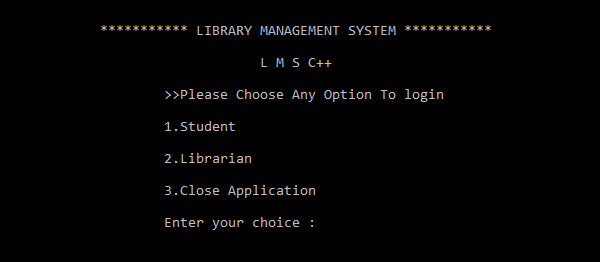 *********** LIBRARY MANAGEMENT SYSTEM ***********
L M S C++
>>Please Choose Any Option To login
1.Student
2.Librarian
3.Close Application
Enter your choice :